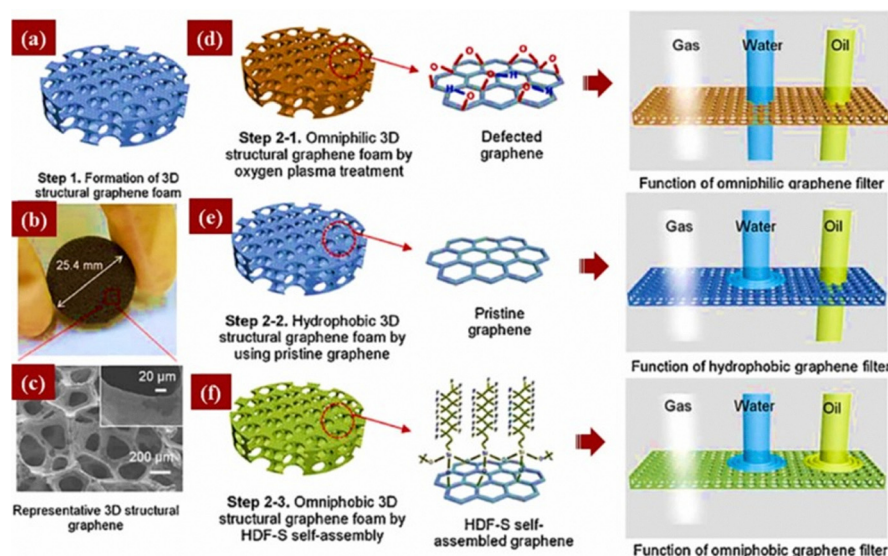 (a)
Step 1. Formation of 3D
structural graphene foam
(b)
25.4 mm
(c)
20 µm
200 µm
Representative 3D structural
graphene
(d)
Step 2-1. Omniphilic 3D
structural graphene foam by
oxygen plasma treatment
O O O O O H O H O O
Defected
graphene
Gas Water Oil
Function of omniphilic graphene filter
(e)
Step 2-2. Hydrophobic 3D
structural graphene foam by
using pristine graphene
Pristine
graphene
Gas Water Oil
Function of hydrophobic graphene filter
(f)
Step 2-3. Omniphobic 3D
structural graphene foam by
HDF-S self-assembly
HDF-S self-
assembled graphene
Gas Water Oil
Function of omniphobic graphene filter